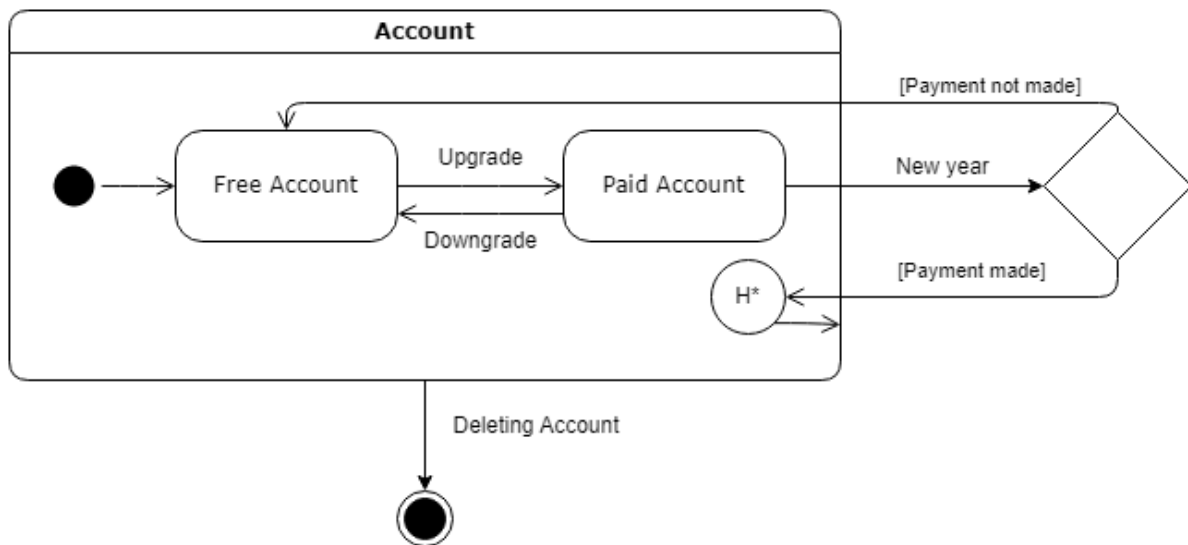 Account
[Payment not made]
Upgrade
Free Account
Paid Account
New year
Downgrade
[Payment made]
H*
Deleting Account